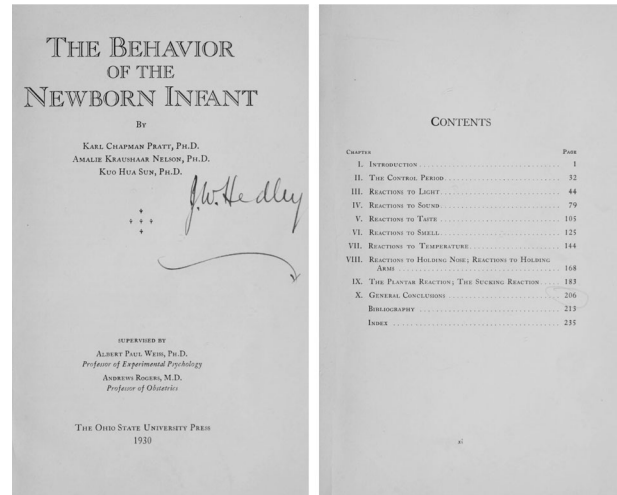 THE BEHAVIOR
OF THE
NEWBORN INFANT
BY
KARL CHAPMAN PRATT, PH.D.
AMALIE KRAUSHAAR NELSON, PH.D.
KUO HUA SUN, PH.D.
J.W. Hedley
SUPERVISED BY
ALBERT PAUL WEISS, PH.D.
Professor of Experimental Psychology
ANDREWS ROGERS, M.D.
Professor of Obstetrics
THE OHIO STATE UNIVERSITY PRESS
1930
CONTENTS
CHAPTER PAGE
I. INTRODUCTION 1
II. THE CONTROL PERIOD 32
III. REACTIONS TO LIGHT 44
IV. REACTIONS TO SOUND 79
V. REACTIONS TO TASTE 105
VI. REACTIONS TO SMELL 125
VII. REACTIONS TO TEMPERATURE 144
VIII. REACTIONS TO HOLDING NOSE; REACTIONS TO HOLDING
ARMS 168
IX. THE PLANTAR REACTION; THE SUCKING REACTION 183
X. GENERAL CONCLUSIONS 206
BIBLIOGRAPHY 213
INDEX 235
xi